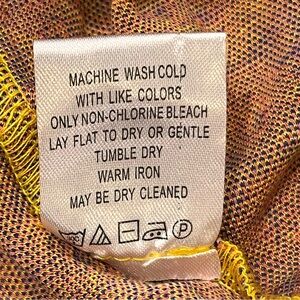 MACHINE WASH COLD
WITH LIKE COLORS
ONLY NON-CHLORINE BLEACH
LAY FLAT TO DRY OR GENTLE
TUMBLE DRY
WARM IRON
MAY BE DRY CLEANED